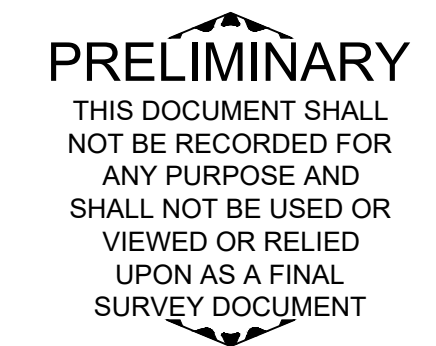 PRELIMINARY
THIS DOCUMENT SHALL
NOT BE RECORDED FOR
ANY PURPOSE AND
SHALL NOT BE USED OR
VIEWED OR RELIED
UPON AS A FINAL
SURVEY DOCUMENT